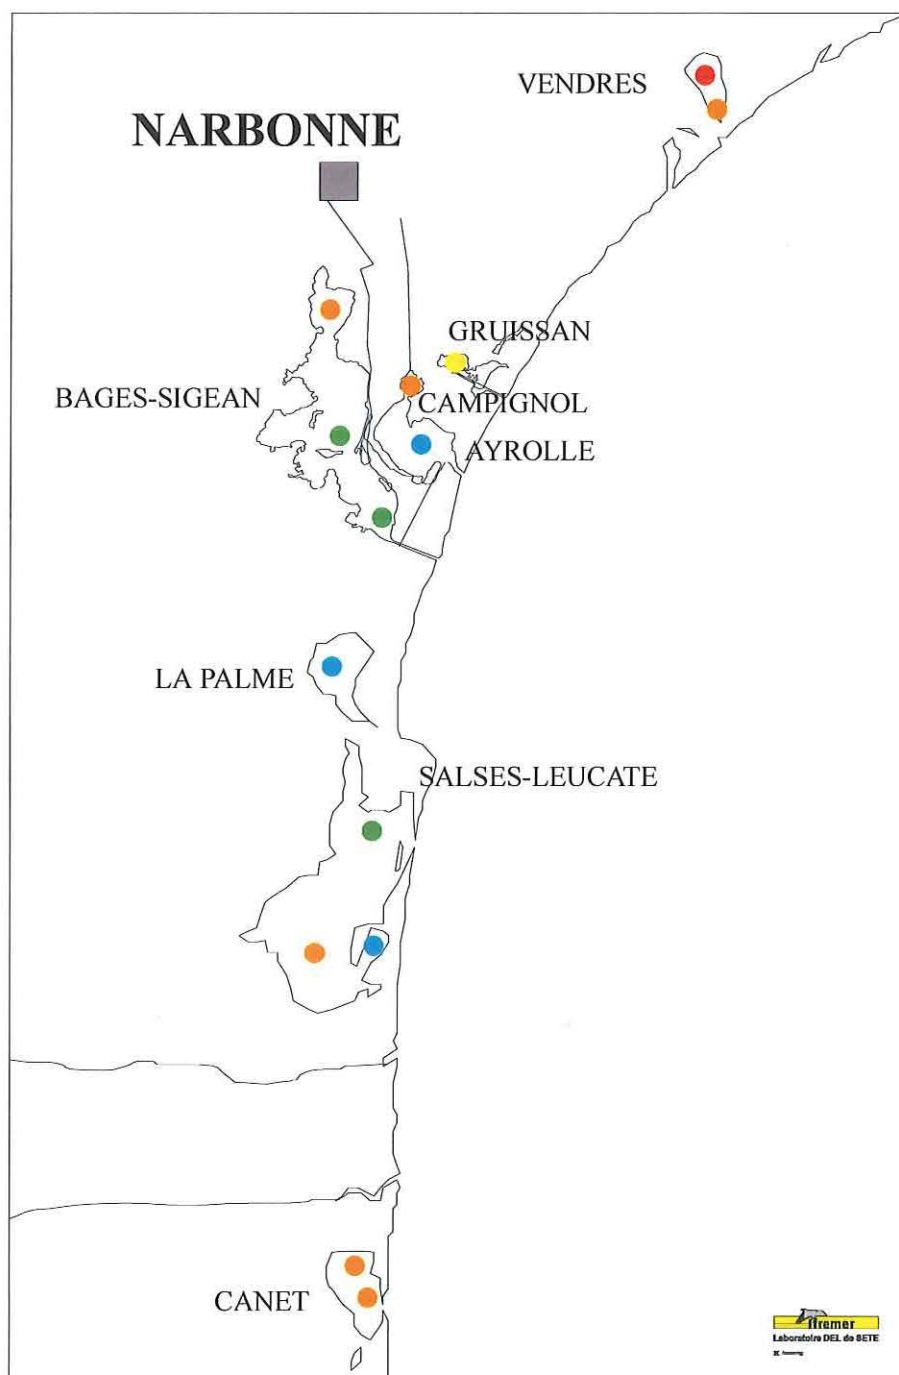 VENDRES
NARBONNE
GRUISSAN
BAGES-SIGEAN
CAMPIGNOL
AYROLLE
LA PALME
SALSES-LEUCATE
CANET
Ifremer
Laboratoire DEL de SETE